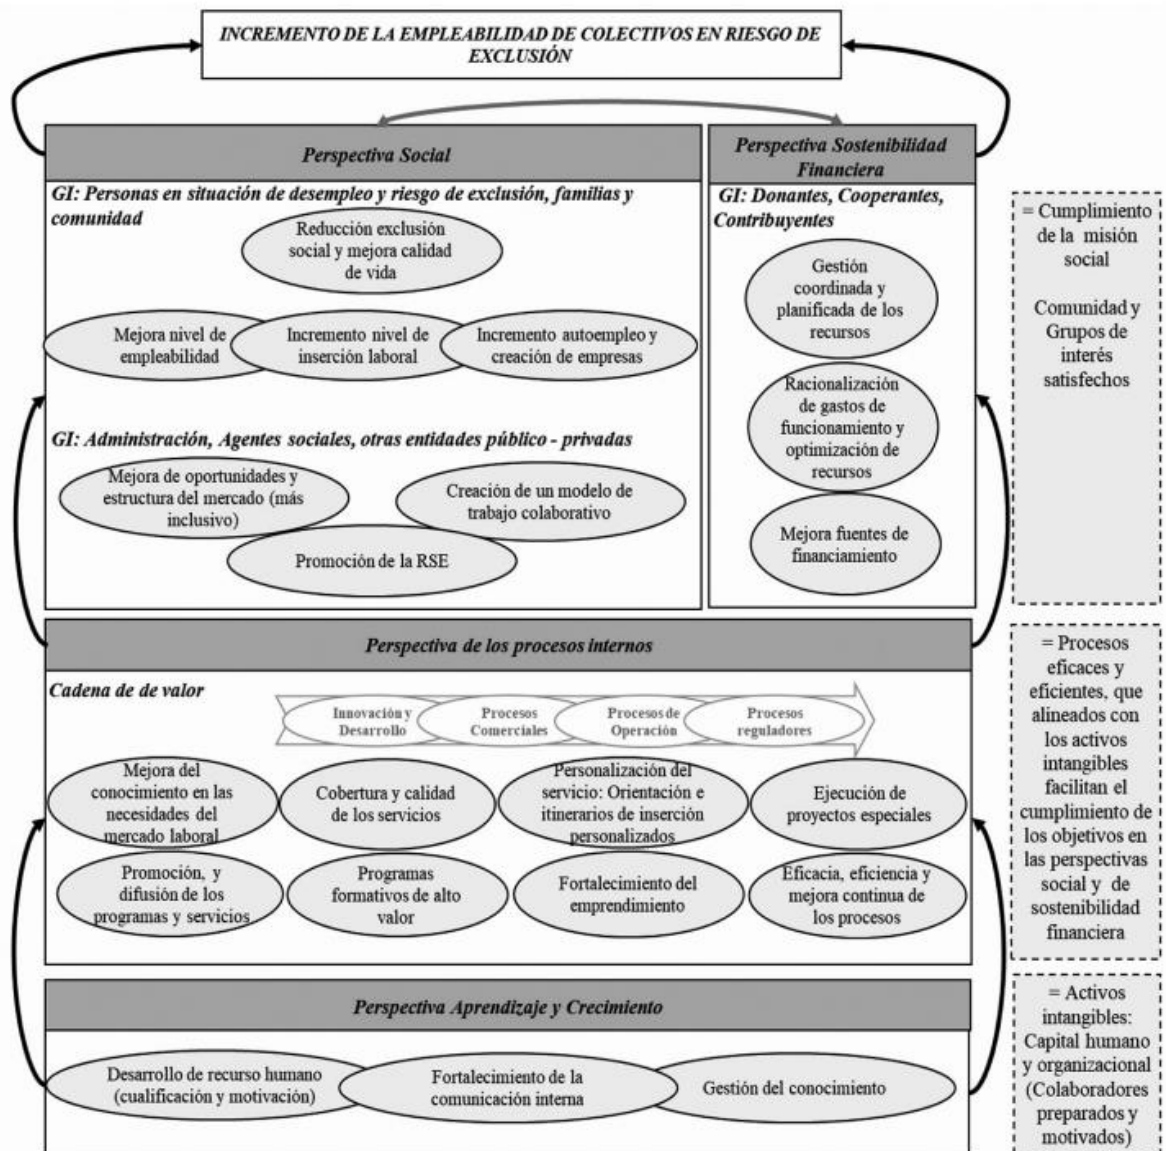 INCREMENTO DE LA EMPLEABILIDAD DE COLECTIVOS EN RIESGO DE
EXCLUSIÓN
Perspectiva Social
GI: Personas en situación de desempleo y riesgo de exclusión, familias y
comunidad
Reducción exclusión
social y mejora calidad
de vida
Mejora nivel de
empleabilidad
Incremento nivel de
inserción laboral
Incremento autoempleo y
creación de empresas
GI: Administración, Agentes sociales, otras entidades público - privadas
Mejora de oportunidades y
estructura del mercado (más
inclusivo)
Creación de un modelo de
trabajo colaborativo
Promoción de la RSE
Perspectiva Sostenibilidad
Financiera
GI: Donantes, Cooperantes,
Contribuyentes
Gestión
coordinada y
planificada de los
recursos
Racionalización
de gastos de
funcionamiento y
optimización de
recursos
Mejora fuentes de
financiamiento
= Cumplimiento
de la misión
social
Comunidad y
Grupos de
interés
satisfechos
Perspectiva de los procesos internos
Cadena de de valor
Innovación y
Desarrollo
Procesos
Comerciales
Procesos de
Operación
Procesos
reguladores
Mejora del
conocimiento en las
necesidades del
mercado laboral
Cobertura y calidad
de los servicios
Personalización del
servicio: Orientación e
itinerarios de inserción
personalizados
Ejecución de
proyectos especiales
Promoción, y
difusión de los
programas y servicios
Programas
formativos de alto
valor
Fortalecimiento del
emprendimiento
Eficacia, eficiencia y
mejora continua de
los procesos
= Procesos
eficaces y
eficientes, que
alineados con
los activos
intangibles
facilitan el
cumplimiento de
los objetivos en
las perspectivas
social y de
sostenibilidad
financiera
Perspectiva Aprendizaje y Crecimiento
Desarrollo de recurso humano
(cualificación y motivación)
Fortalecimiento de la
comunicación interna
Gestión del conocimiento
= Activos
intangibles:
Capital humano
y organizacional
(Colaboradores
preparados y
motivados)